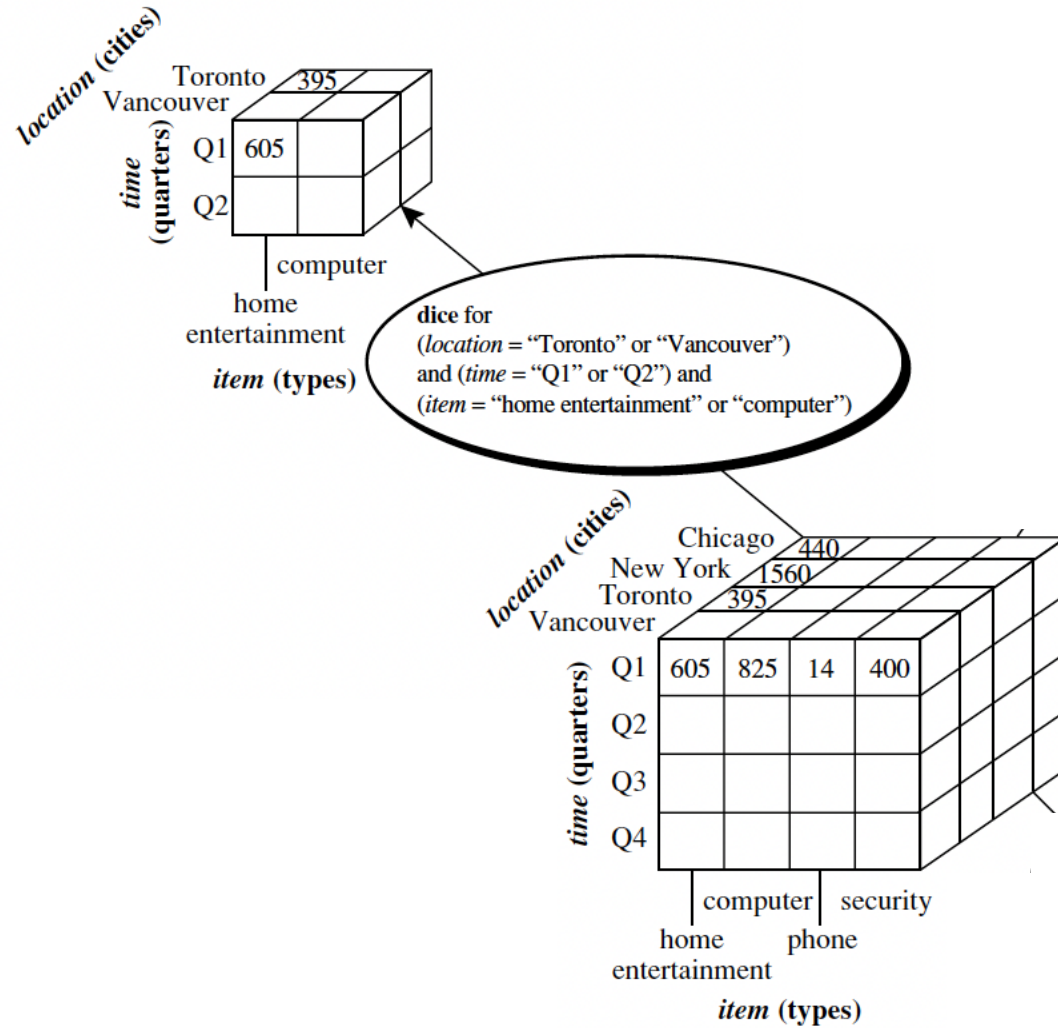 location (cities)
Toronto
395
Vancouver
time
(quarters)
Q1 605
Q2
computer
home
entertainment
item (types)
dice for
(location = “Toronto” or “Vancouver”)
and (time = “Q1” or “Q2”) and
(item = “home entertainment” or “computer”)
location (cities)
Chicago
440
New York
1560
Toronto
395
Vancouver
time (quarters)
Q1 605 825 14 400
Q2
Q3
Q4
computer security
home phone
entertainment
item (types)